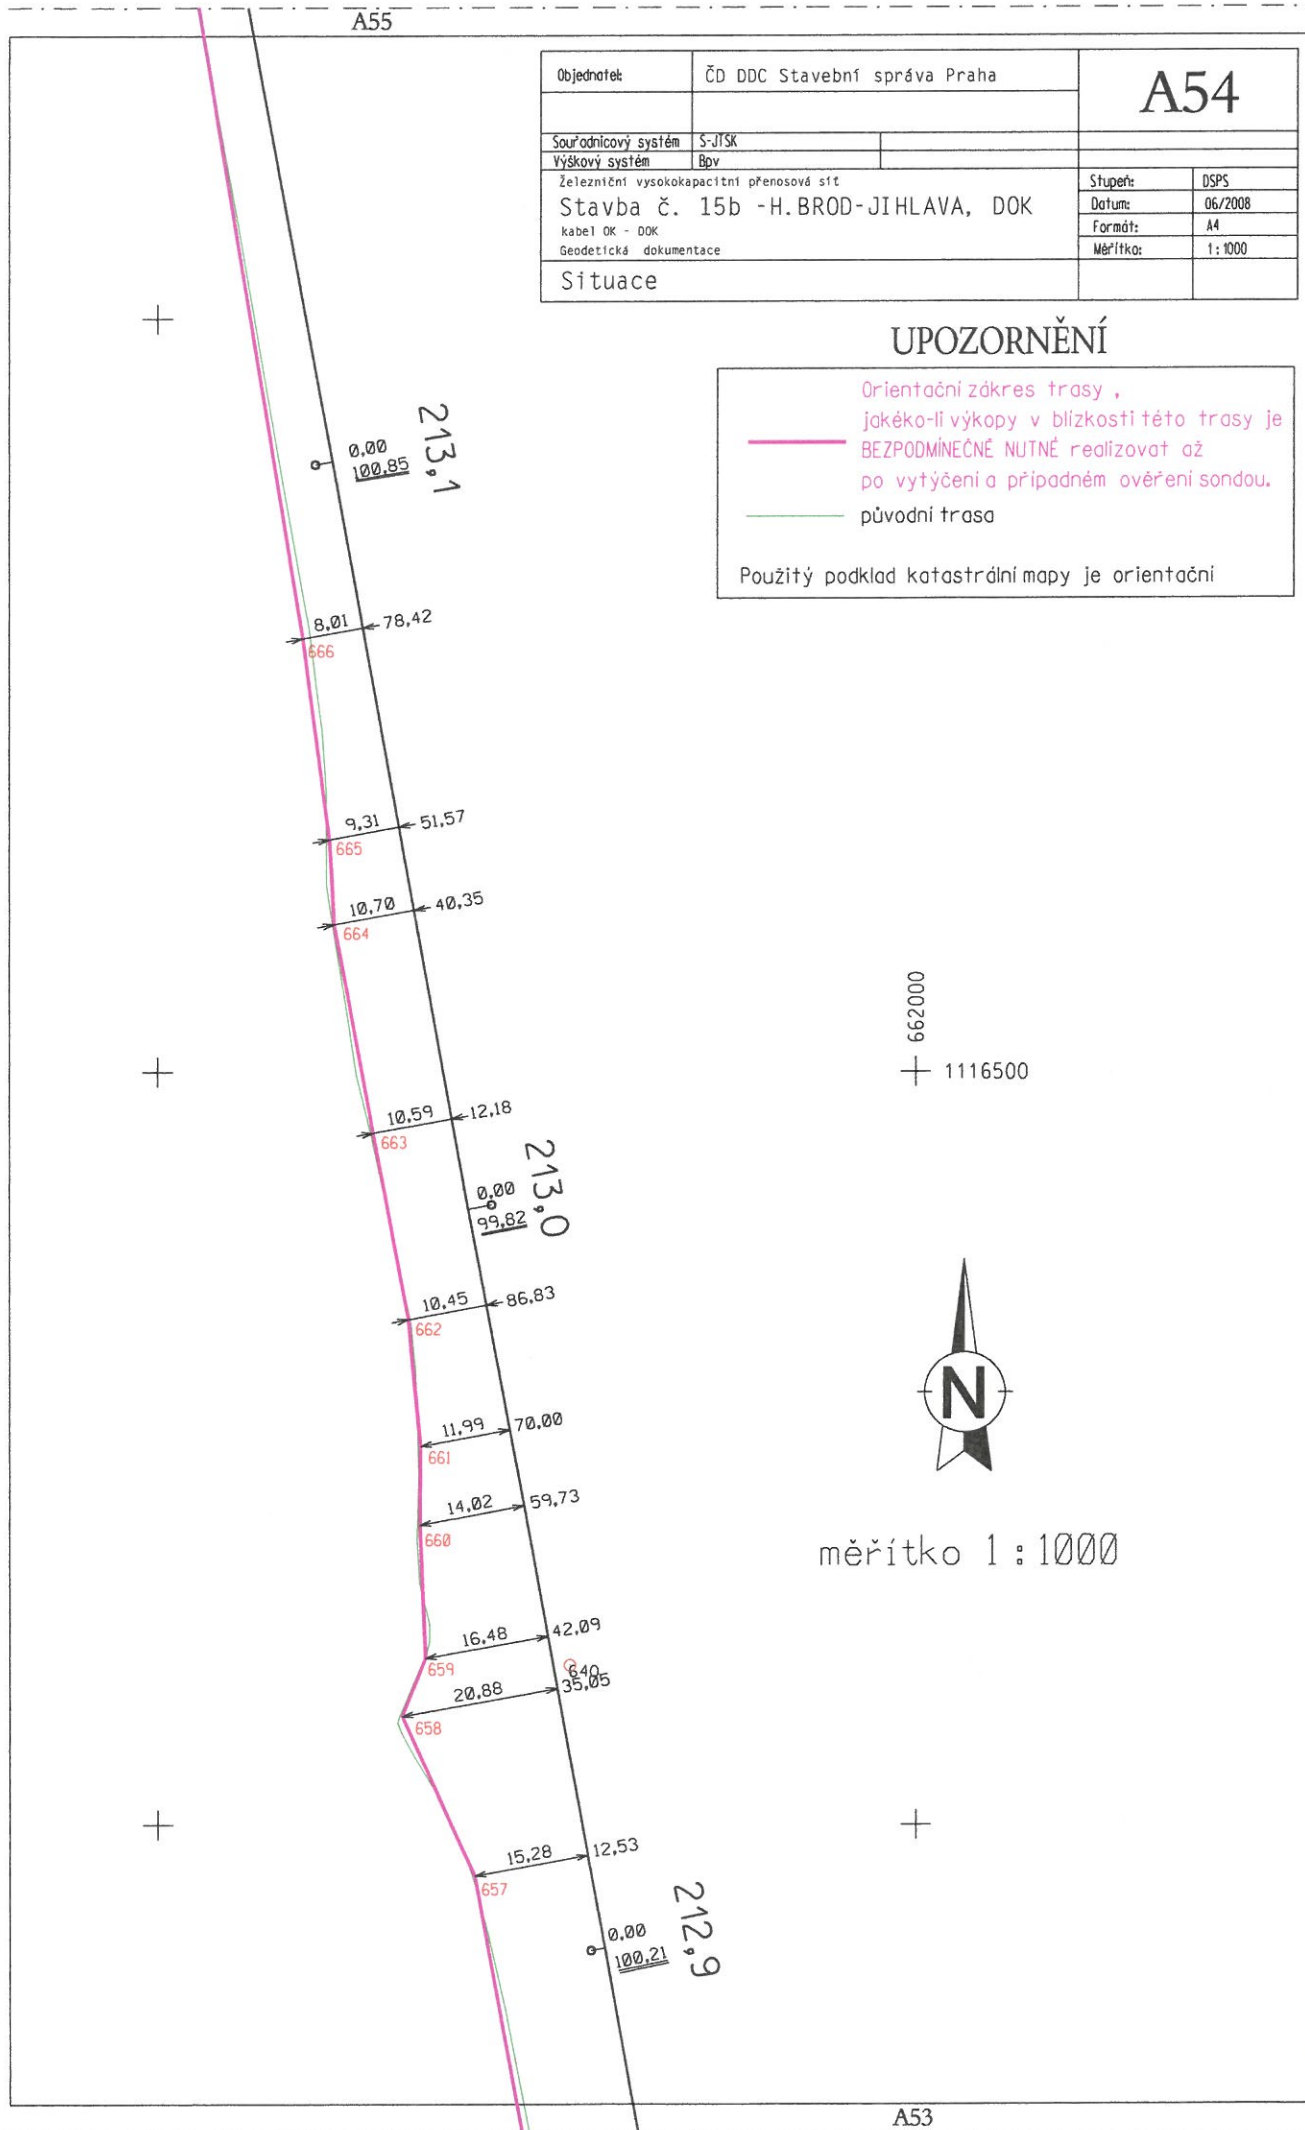 A55
Objednatel: ČD DDC Stavební správa Praha
A54
Souřadnicový systém S-JTSK
Výškový systém Bpv
Železniční vysokokapacitní přenosová síť
Stavba č. 15b -H.BROD-JIHLAVA, DOK
kabel OK - DOK
Geodetická dokumentace
Situace
Stupeň: DSPS
Datum: 06/2008
Formát: A4
Měřítko: 1:1000
UPOZORNĚNÍ
Orientační zákres trasy ,
jakéko-li výkopy v blízkosti této trasy je
BEZPODMÍNEČNĚ NUTNÉ realizovat až
po vytýčení a případném ověření sondou.
původní trasa
Použitý podklad katastrální mapy je orientační
213,1
0.00
100.85
8.01 78,42
666
9,31 51,57
665
10,70 40,35
664
662000
1116500
10.59 12,18
663
213,0
0.00
99.82
10.45 86,83
662
11,99 70,00
661
14,02 59,73
660
měřítko 1:1000
16,48 42,09
659
640
20,88 35,05
658
15,28 12,53
657
212,9
0.00
100,21
A53